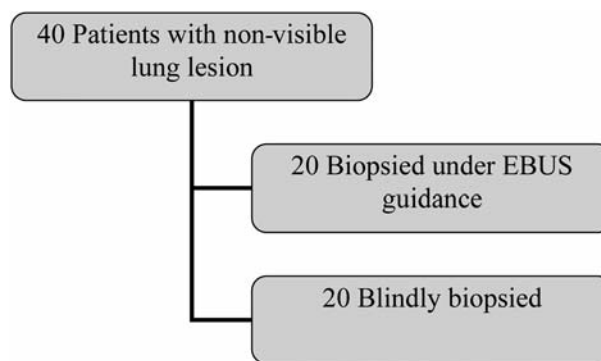 40 Patients with non-visible
lung lesion
20 Biopsied under EBUS
guidance
20 Blindly biopsied